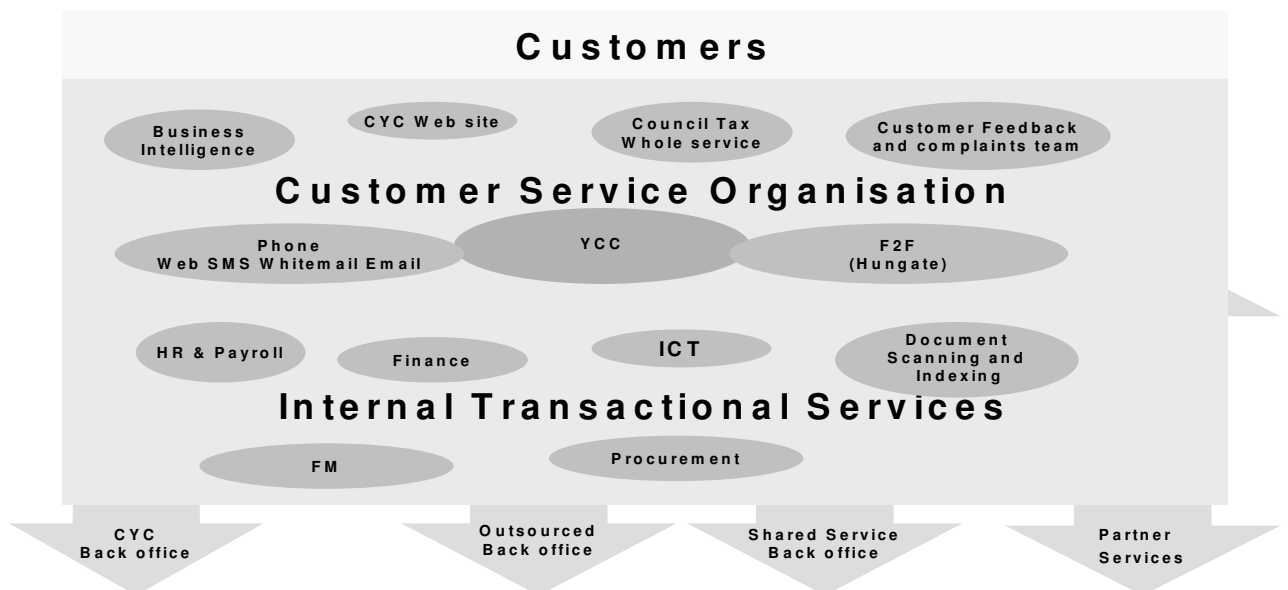 Customers
Business
Intelligence
CYC Web site
Council Tax
Whole service
Customer Feedback
and complaints team
Customer Service Organisation
Phone
Web SMS Whitemail Email
YCC
F2F
(Hungate)
HR & Payroll
Finance
ICT
Document
Scanning and
Indexing
Internal Transactional Services
FM
Procurement
CYC
Back office
Outsourced
Back office
Shared Service
Back office
Partner
Services